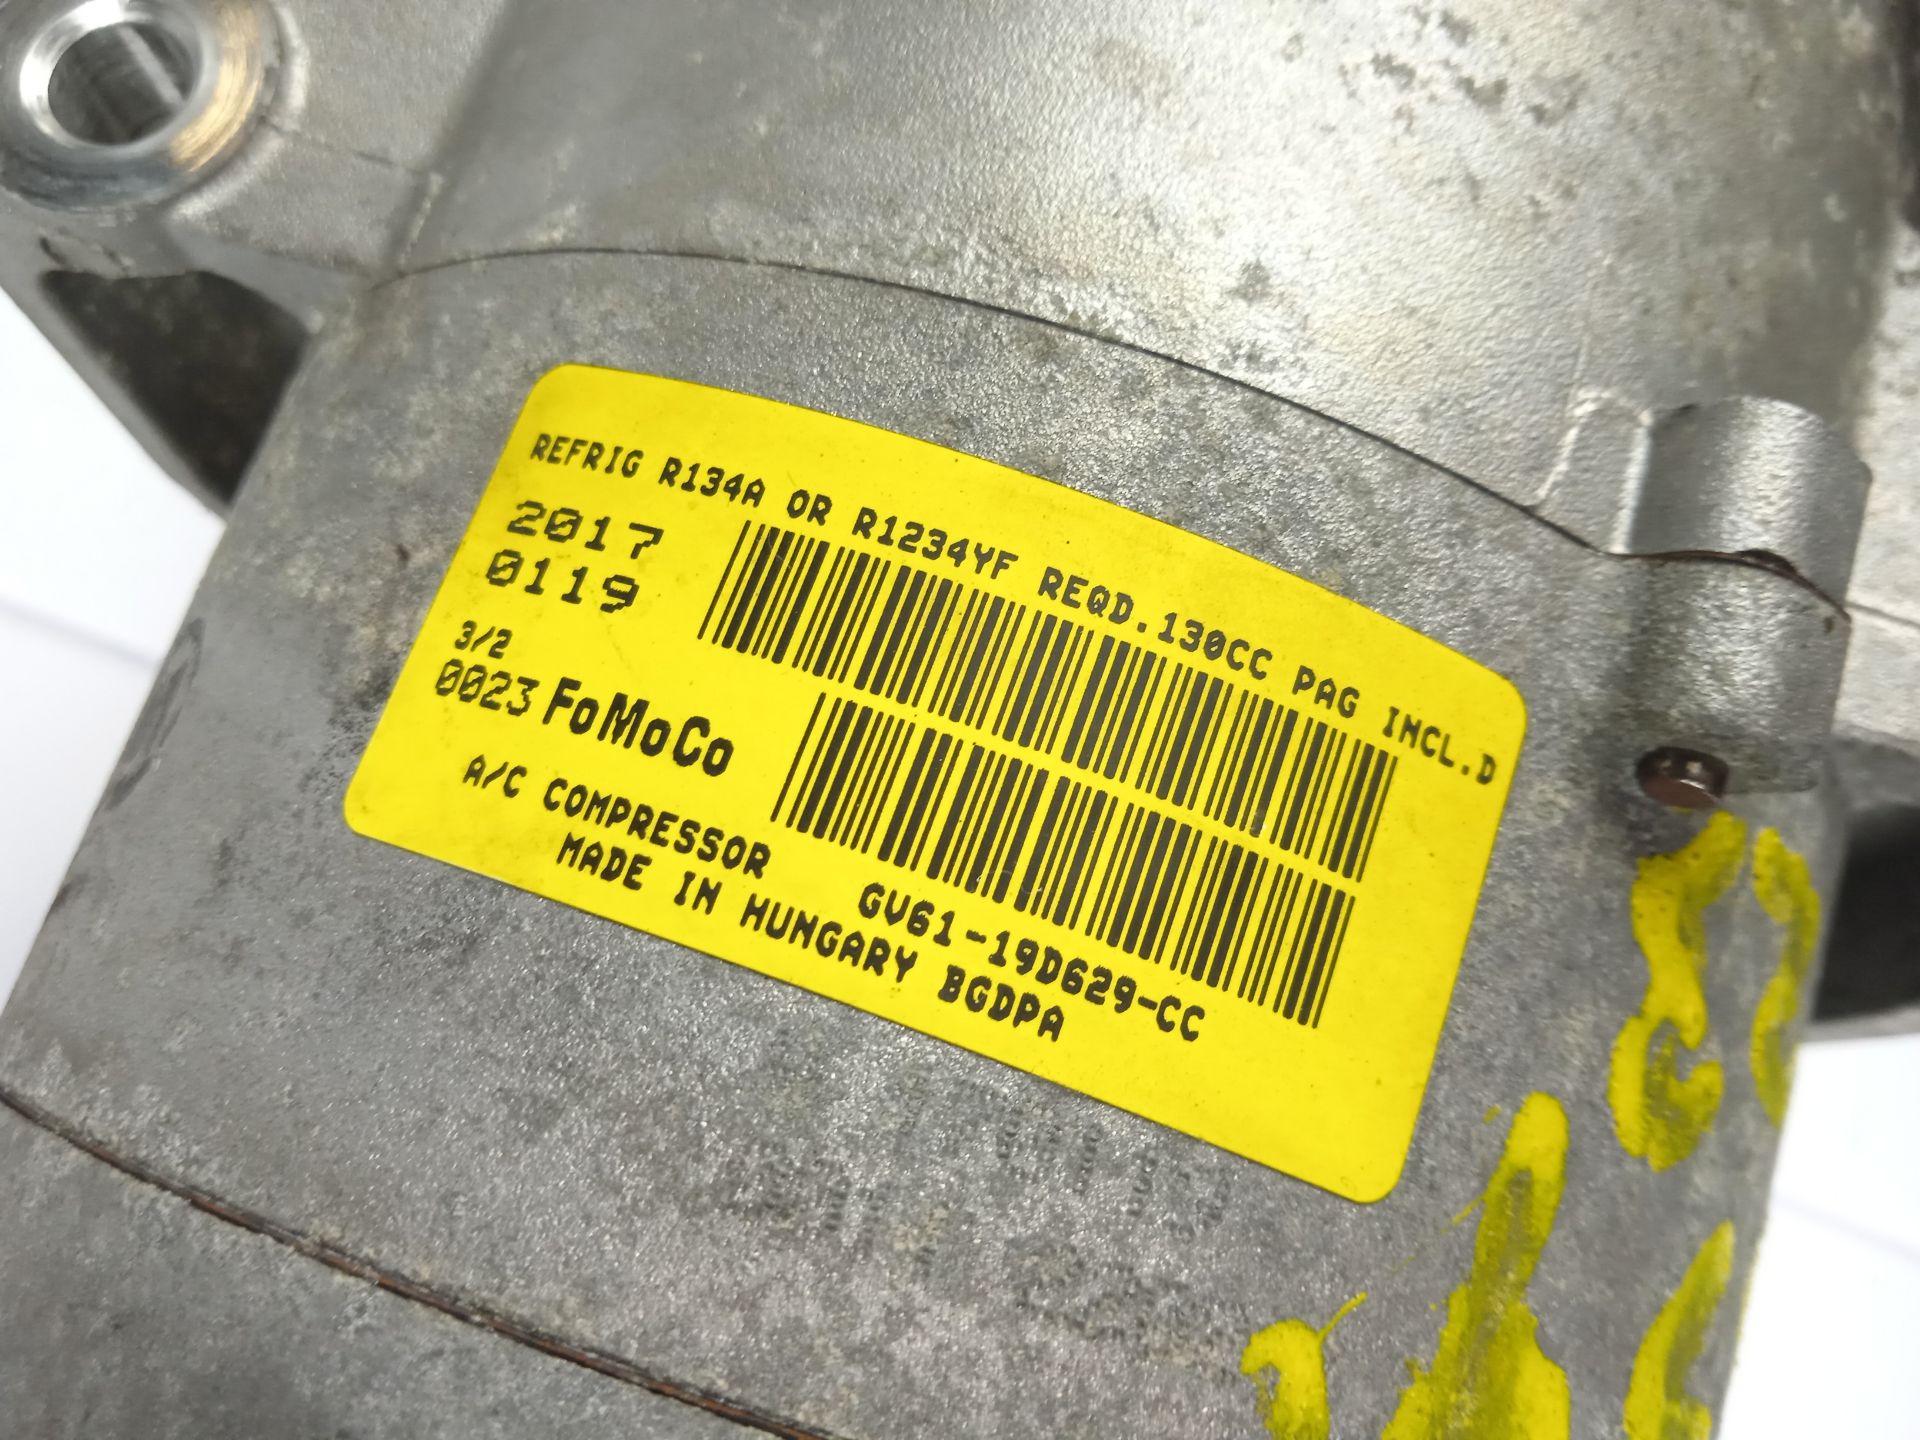 REFRIG R134A OR R1234YF REQD.130CC PAG INCL.D
2017
0119
3/2
0023 FoMoCo
A/C COMPRESSOR GV61-19D629-CC
MADE IN HUNGARY BGDPA